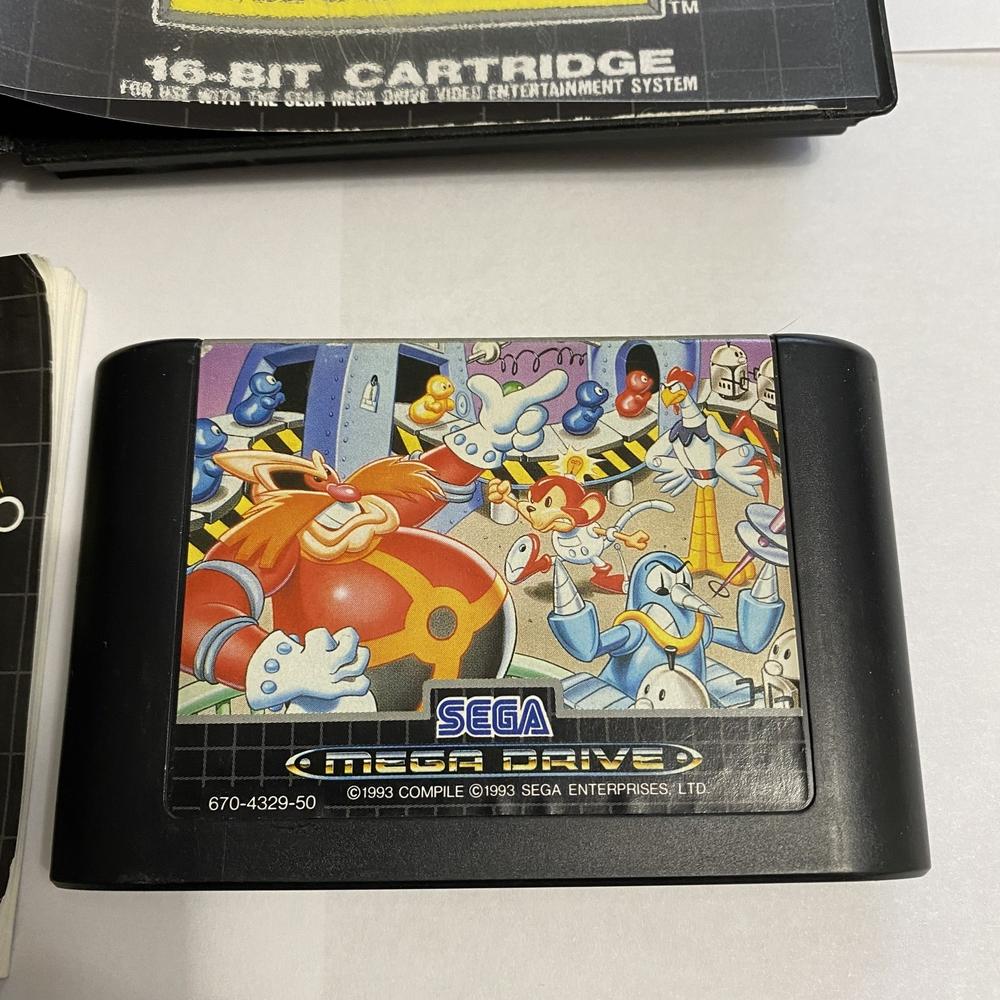 TM
16-BIT CARTRIDGE
FOR USE WITH THE SEGA MEGA DRIVE VIDEO ENTERTAINMENT SYSTEM
SEGA
MEGA DRIVE
©1993 COMPILE ©1993 SEGA ENTERPRISES, LTD.
670-4329-50